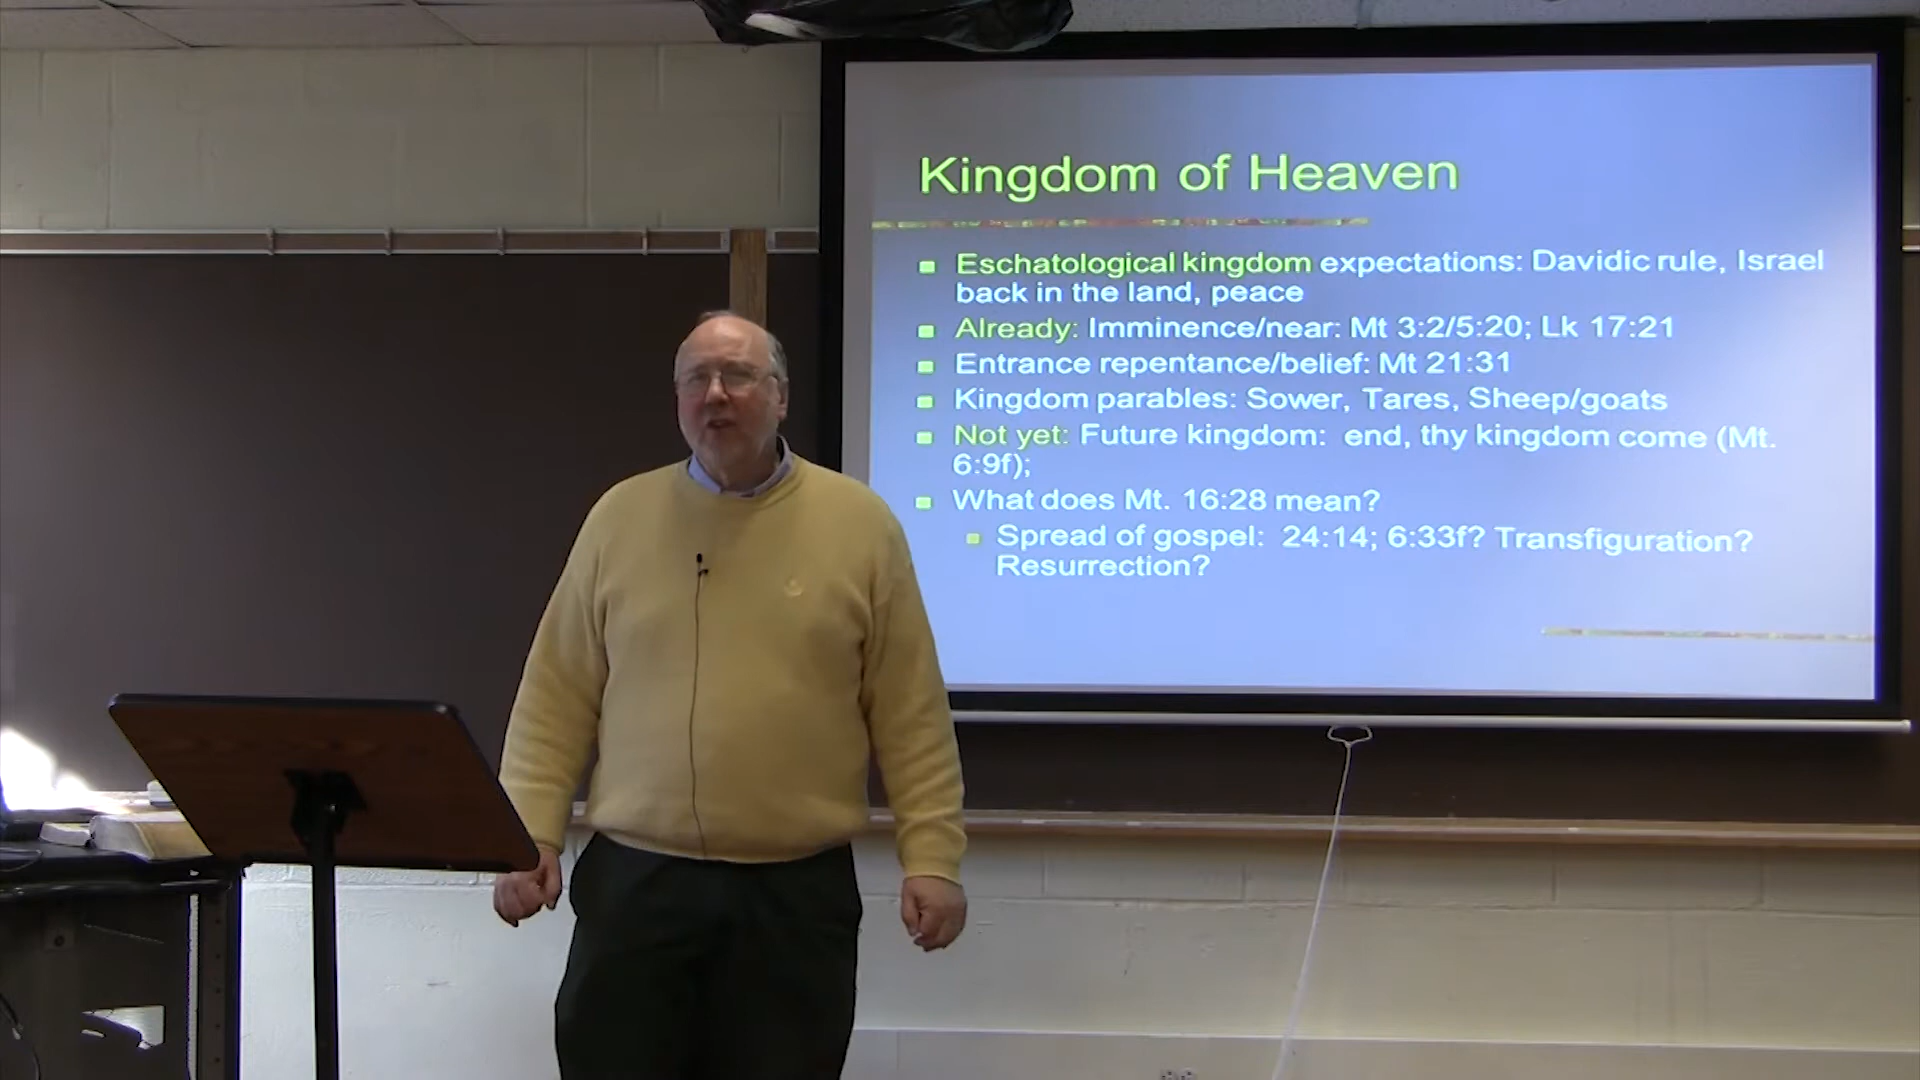 Kingdom of Heaven
Eschatological kingdom expectations: Davidic rule, Israel
back in the land, peace
Already: Imminence/near: Mt 3:2/5:20; Lk 17:21
Entrance repentance/belief: Mt 21:31
Kingdom parables: Sower, Tares, Sheep/goats
Not yet: Future kingdom: end, thy kingdom come (Mt.
6:9f);
What does Mt. 16:28 mean?
Spread of gospel: 24:14; 6:33f? Transfiguration?
Resurrection?